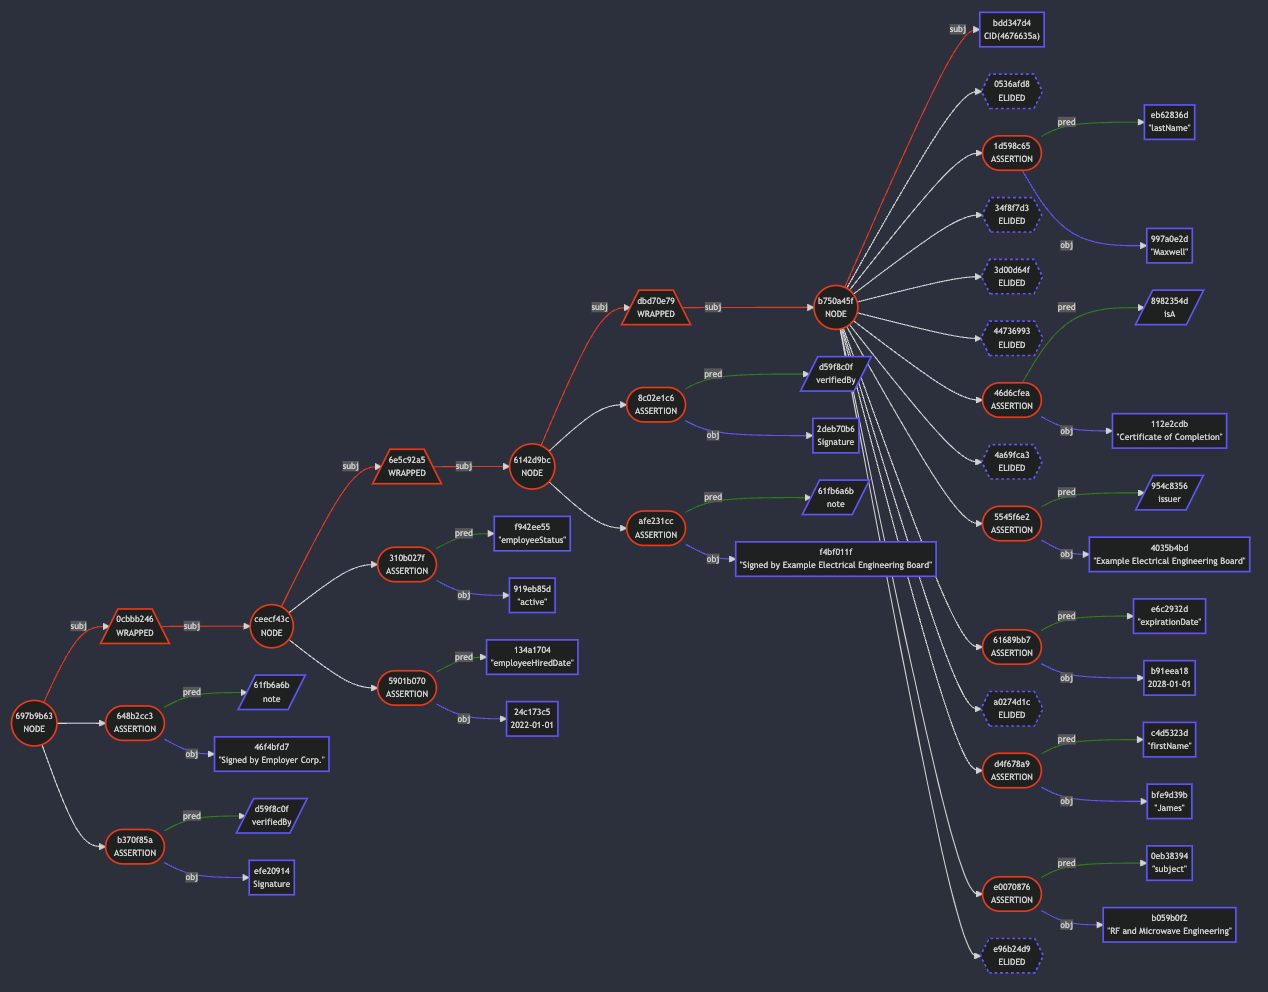 bdd347d4
CID(4676635a)
subj
0536afd8
ELIDED
eb62836d
"lastName"
pred
1d598c65
ASSERTION
34f8f7d3
ELIDED
997a0e2d
"Maxwell"
obj
3d00d64f
ELIDED
dbd70e79
WRAPPED
subj
subj
b750a45f
NODE
8982354d
isA
pred
44736993
ELIDED
d59f8c0f
verifiedBy
pred
8c02e1c6
ASSERTION
46d6cfea
ASSERTION
2deb70b6
Signature
obj
112e2cdb
"Certificate of Completion"
obj
6e5c92a5
WRAPPED
subj
subj
6142d9bc
NODE
4a69fca3
ELIDED
61fb6a6b
note
pred
954c8356
issuer
pred
afe231cc
ASSERTION
5545f6e2
ASSERTION
f942ee55
"employeeStatus"
pred
310b027f
ASSERTION
f4bf011f
"Signed by Example Electrical Engineering Board"
obj
4035b4bd
"Example Electrical Engineering Board"
obj
919eb85d
"active"
obj
0cbbb246
WRAPPED
subj
subj
ceecf43c
NODE
e6c2932d
"expirationDate"
pred
61689bb7
ASSERTION
134a1704
"employeeHiredDate"
pred
5901b070
ASSERTION
b91eea18
2028-01-01
obj
61fb6a6b
note
pred
697b9b63
NODE
648b2cc3
ASSERTION
24c173c5
2022-01-01
obj
a0274d1c
ELIDED
46f4bfd7
"Signed by Employer Corp."
obj
c4d5323d
"firstName"
pred
d4f678a9
ASSERTION
bfe9d39b
"James"
obj
d59f8c0f
verifiedBy
pred
b370f85a
ASSERTION
efe20914
Signature
obj
0eb38394
"subject"
pred
e0070876
ASSERTION
b059b0f2
"RF and Microwave Engineering"
obj
e96b24d9
ELIDED